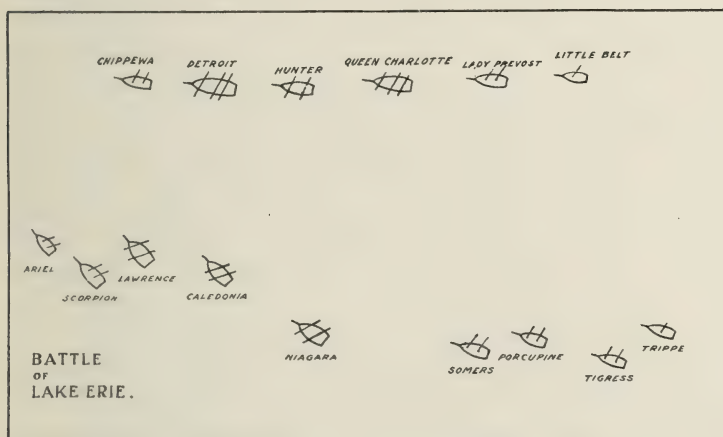 CHIPPEWA
DETROIT
HUNTER
QUEEN CHARLOTTE
LADY PREVOST
LITTLE BELT
ARIEL
SCORPION
LAWRENCE
CALEDONIA
NIAGARA
SOMERS
PORCUPINE
TIGRESS
TRIPPE
BATTLE
OF
LAKE ERIE.